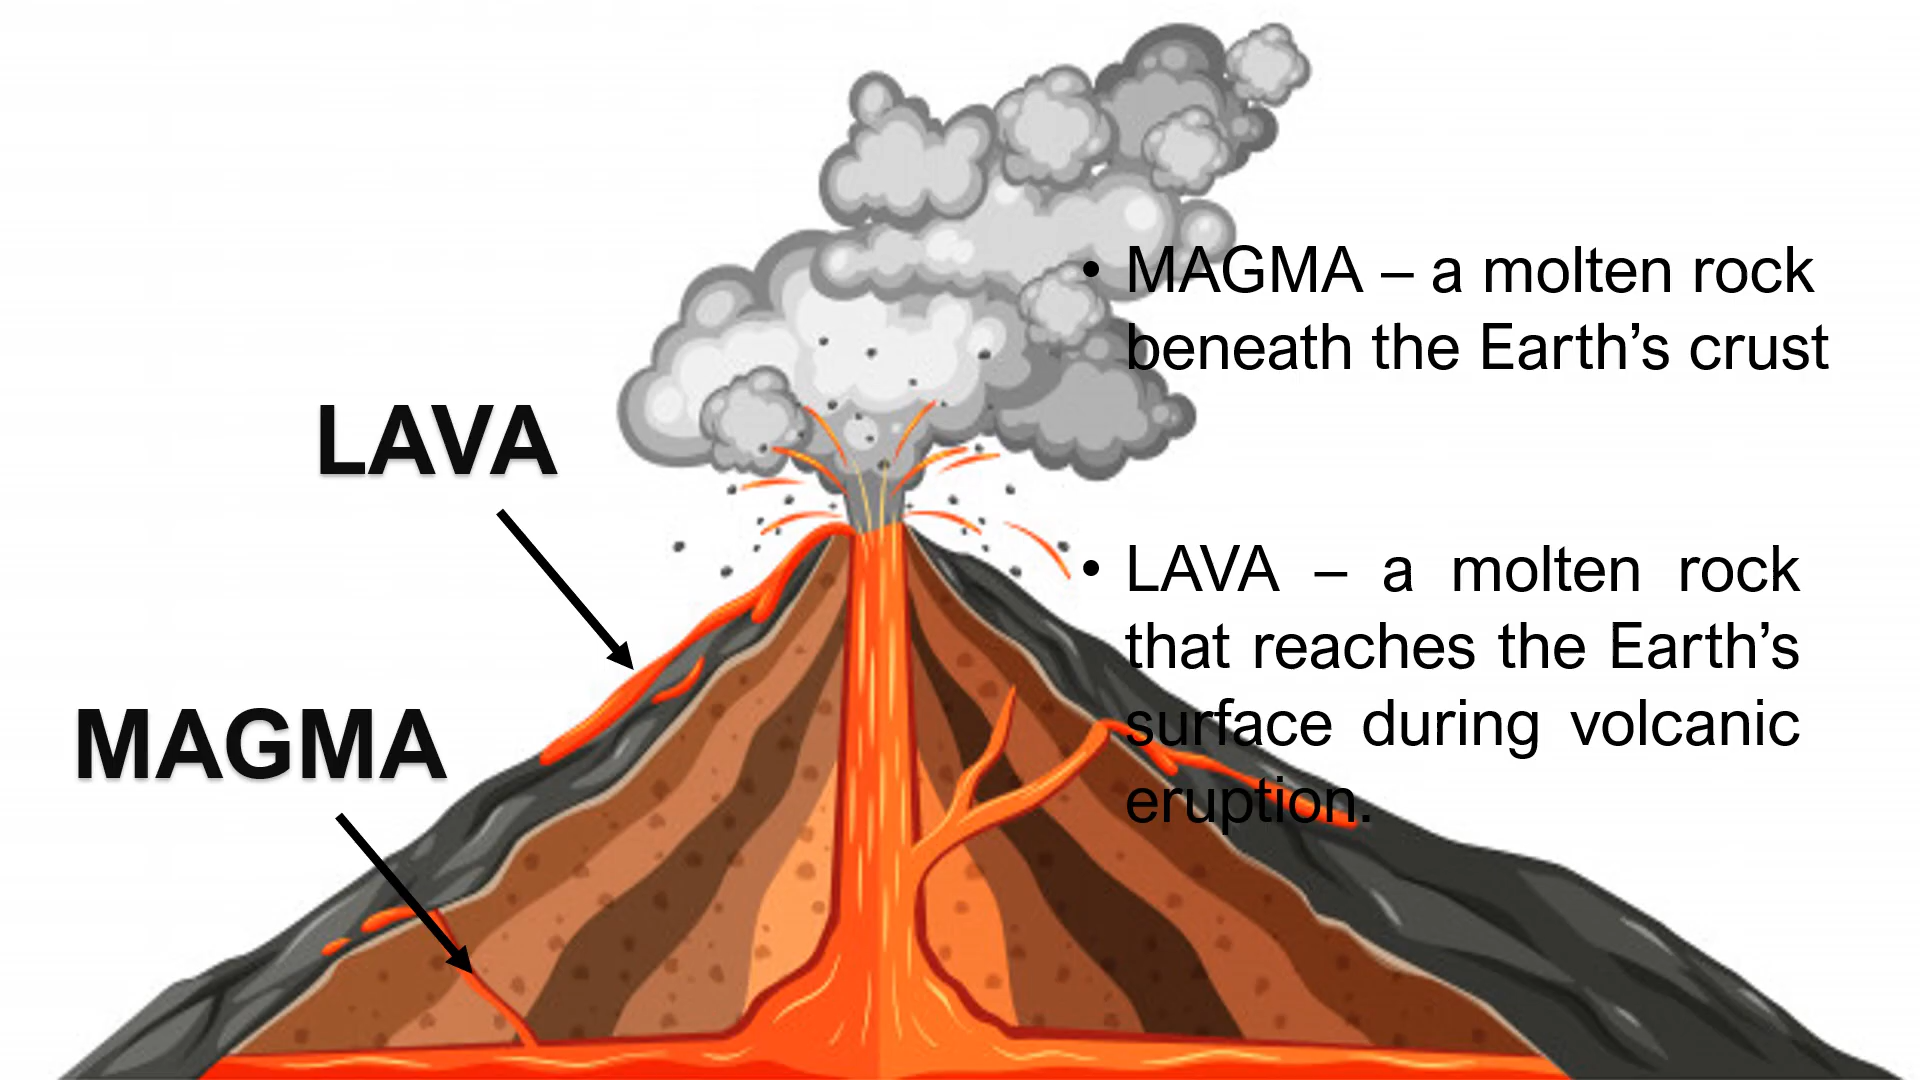 LAVA
MAGMA
• MAGMA – a molten rock
beneath the Earth’s crust
• LAVA – a molten rock
that reaches the Earth’s
surface during volcanic
eruption.